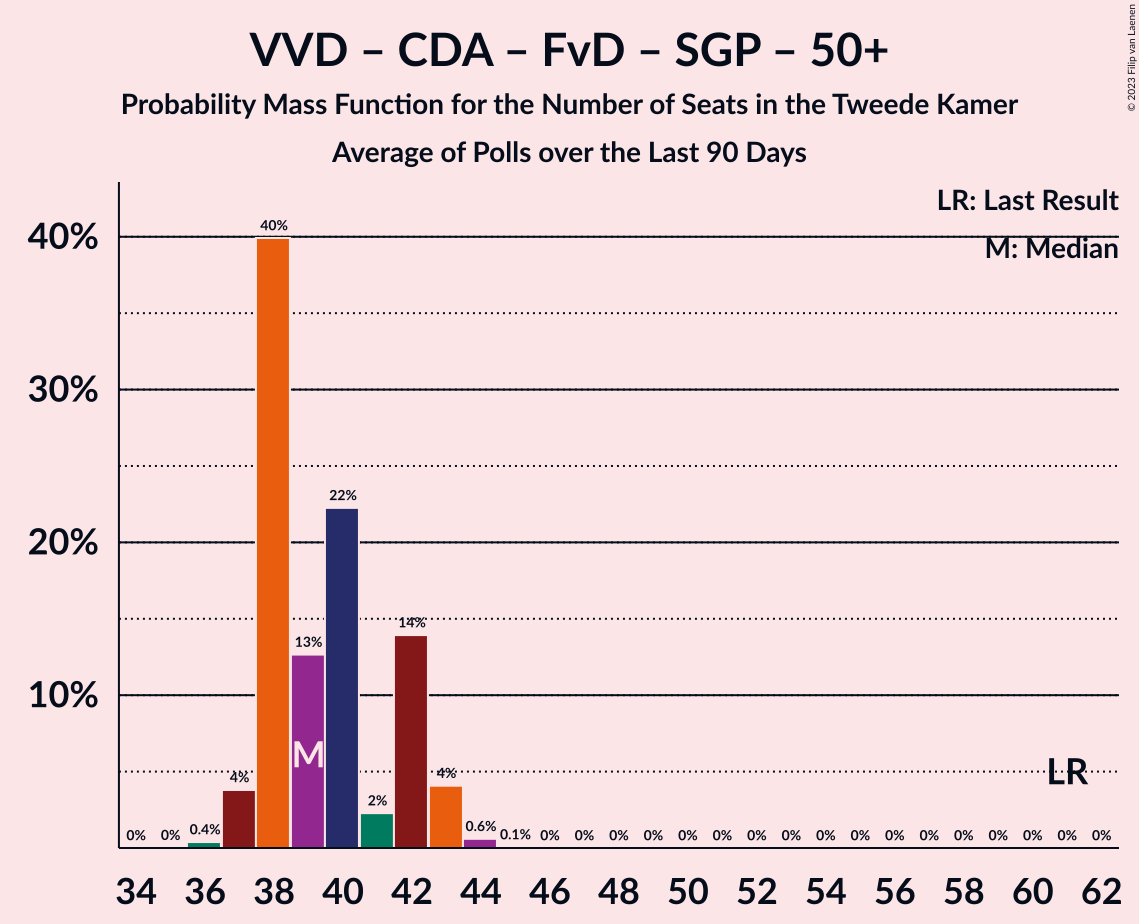 VVD – CDA – FvD – SGP – 50+
Probability Mass Function for the Number of Seats in the Tweede Kamer
Average of Polls over the Last 90 Days
© 2023 Filip van Laenen
LR: Last Result
M: Median
40%
30%
20%
10%
0% 0% 0.4% 4% 40% 13% 22% 2% 14% 4% 0.6% 0.1% 0% 0% 0% 0% 0% 0% 0% 0% 0% 0% 0% 0% 0% 0% 0% 0% 0%
M
LR
34 36 38 40 42 44 46 48 50 52 54 56 58 60 62